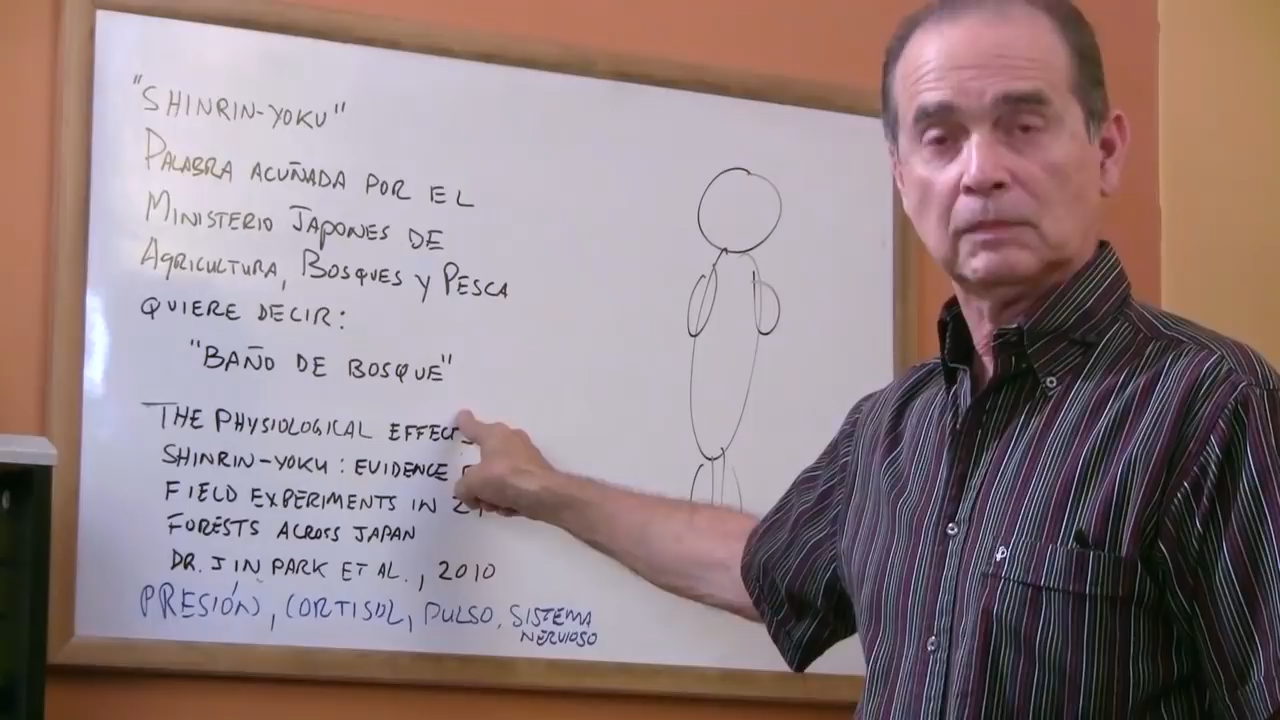 "SHINRIN-YOKU"
PALABRA ACUÑADA POR EL
MINISTERIO JAPONES DE
AGRICULTURA, BOSQUES Y PESCA
QUIERE DECIR:
"BAÑO DE BOSQUE"
THE PHYSIOLOGICAL
SHINRIN-YOKU: EVIDENCE
FIELD EXPERIMENTS IN
FORESTS ACROSS JAPAN
DR. JIN PARK ET AL., 2010
PRESIÓN, CORTISOL, PULSO, SISTEMA
NERVIOSO